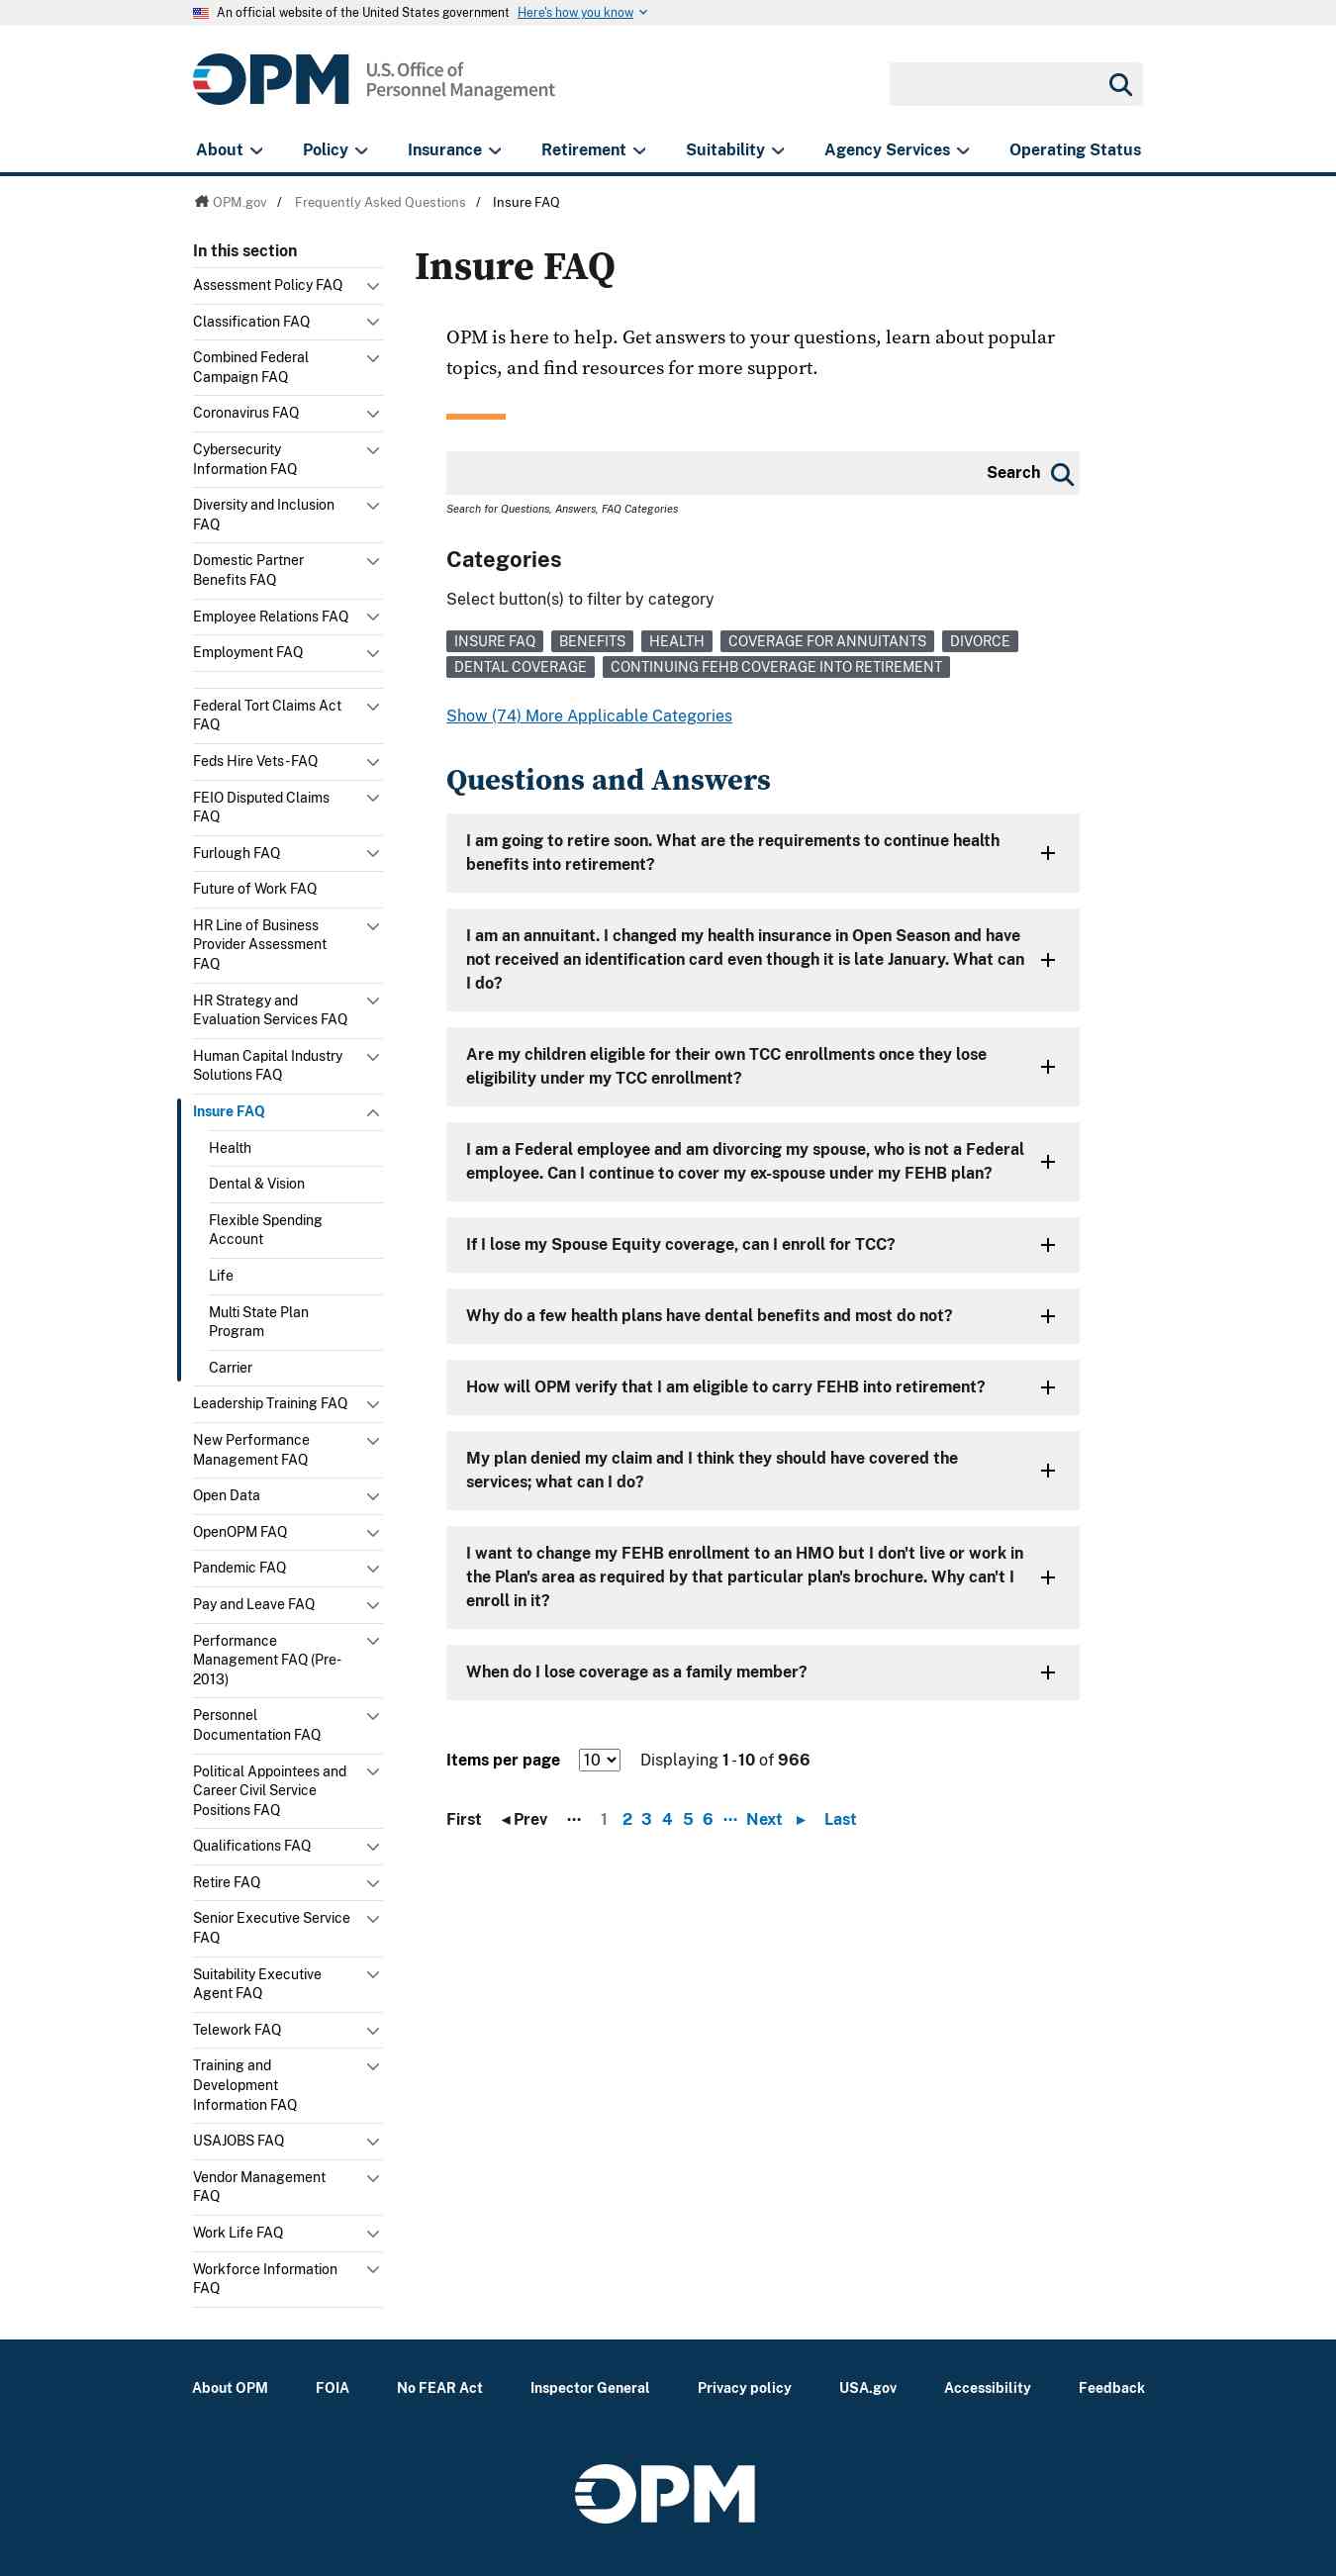 An official website of the United States government Here's how you know
OPM U.S. Office of
Personnel Management
About Policy Insurance Retirement Suitability Agency Services Operating Status
OPM.gov / Frequently Asked Questions / Insure FAQ
In this section
Assessment Policy FAQ
Classification FAQ
Combined Federal
Campaign FAQ
Coronavirus FAQ
Cybersecurity
Information FAQ
Diversity and Inclusion
FAQ
Domestic Partner
Benefits FAQ
Employee Relations FAQ
Employment FAQ
Federal Tort Claims Act
FAQ
Feds Hire Vets - FAQ
FEIO Disputed Claims
FAQ
Furlough FAQ
Future of Work FAQ
HR Line of Business
Provider Assessment
FAQ
HR Strategy and
Evaluation Services FAQ
Human Capital Industry
Solutions FAQ
Insure FAQ
Health
Dental & Vision
Flexible Spending
Account
Life
Multi State Plan
Program
Carrier
Leadership Training FAQ
New Performance
Management FAQ
Open Data
OpenOPM FAQ
Pandemic FAQ
Pay and Leave FAQ
Performance
Management FAQ (Pre-
2013)
Personnel
Documentation FAQ
Political Appointees and
Career Civil Service
Positions FAQ
Qualifications FAQ
Retire FAQ
Senior Executive Service
FAQ
Suitability Executive
Agent FAQ
Telework FAQ
Training and
Development
Information FAQ
USAJOBS FAQ
Vendor Management
FAQ
Work Life FAQ
Workforce Information
FAQ
Insure FAQ
OPM is here to help. Get answers to your questions, learn about popular
topics, and find resources for more support.
Search
Search for Questions, Answers, FAQ Categories
Categories
Select button(s) to filter by category
INSURE FAQ BENEFITS HEALTH COVERAGE FOR ANNUITANTS DIVORCE
DENTAL COVERAGE CONTINUING FEHB COVERAGE INTO RETIREMENT
Show (74) More Applicable Categories
Questions and Answers
I am going to retire soon. What are the requirements to continue health
benefits into retirement?
I am an annuitant. I changed my health insurance in Open Season and have
not received an identification card even though it is late January. What can
I do?
Are my children eligible for their own TCC enrollments once they lose
eligibility under my TCC enrollment?
I am a Federal employee and am divorcing my spouse, who is not a Federal
employee. Can I continue to cover my ex-spouse under my FEHB plan?
If I lose my Spouse Equity coverage, can I enroll for TCC?
Why do a few health plans have dental benefits and most do not?
How will OPM verify that I am eligible to carry FEHB into retirement?
My plan denied my claim and I think they should have covered the
services; what can I do?
I want to change my FEHB enrollment to an HMO but I don't live or work in
the Plan's area as required by that particular plan's brochure. Why can't I
enroll in it?
When do I lose coverage as a family member?
Items per page 10 Displaying 1 - 10 of 966
First ◂ Prev ··· 1 2 3 4 5 6 ··· Next ▸ Last
About OPM FOIA No FEAR Act Inspector General Privacy policy USA.gov Accessibility Feedback
OPM